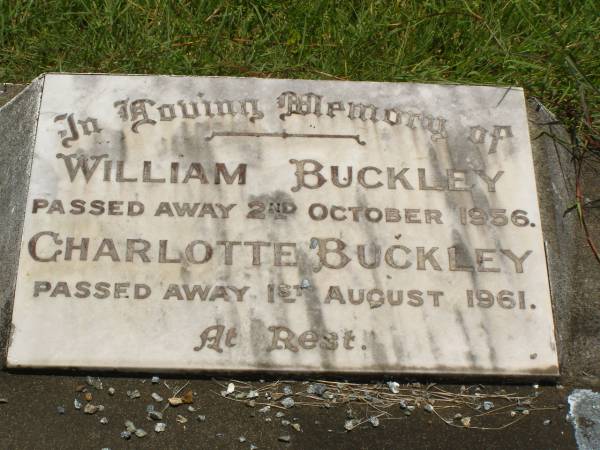 In Loving Memory of
WILLIAM BUCKLEY
PASSED AWAY 2ND OCTOBER 1956.
CHARLOTTE BUCKLEY
PASSED AWAY 1ST AUGUST 1961.
At Rest.